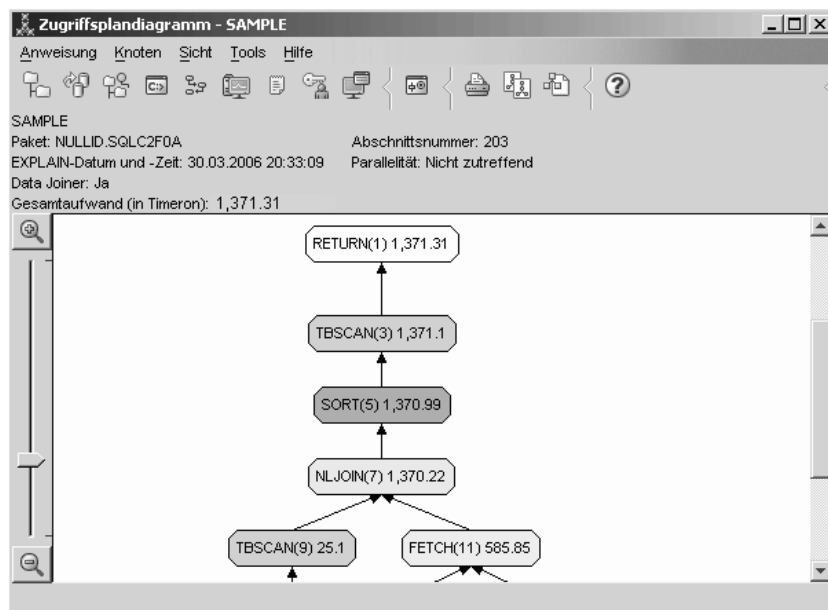 Zugriffsplandiagramm - SAMPLE
Anweisung Knoten Sicht Tools Hilfe
SAMPLE
Paket: NULLID.SQLC2F0A Abschnittsnummer: 203
EXPLAIN-Datum und -Zeit: 30.03.2006 20:33:09 Parallelität: Nicht zutreffend
Data Joiner: Ja
Gesamtaufwand (in Timeron): 1,371.31
RETURN(1) 1,371.31
TBSCAN(3) 1,371.1
SORT(5) 1,370.99
NLJOIN(7) 1,370.22
TBSCAN(9) 25.1 FETCH(11) 585.85